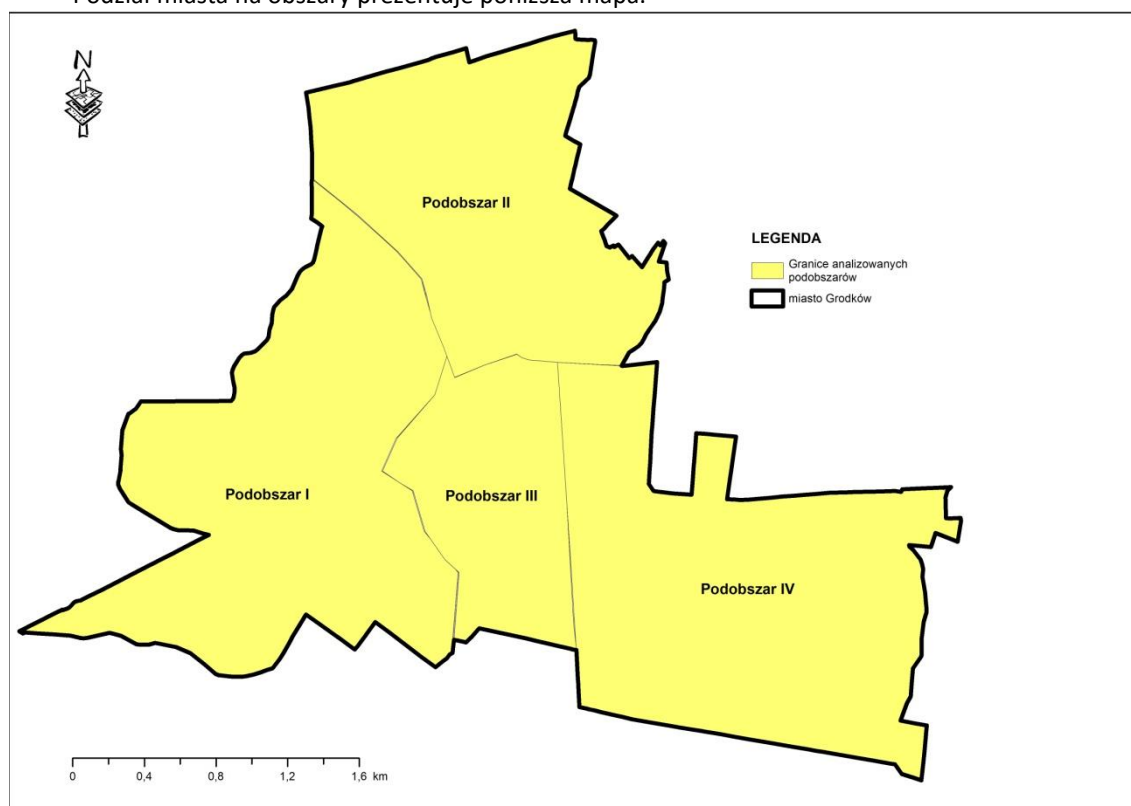 Podział miasta na obszary prezentuje poniższa mapa.
N
Podobszar II
LEGENDA
Granice analizowanych
podobszarów
miasto Grodków
Podobszar I
Podobszar III
Podobszar IV
0 0,4 0,8 1,2 1,6 km